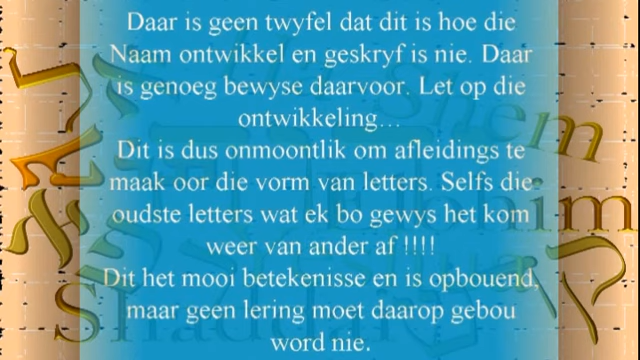 Daar is geen twyfel dat dit is hoe die
Naam ontwikkel en geskryf is nie. Daar
is genoeg bewyse daarvoor. Let op die
ontwikkeling…
Dit is dus onmoontlik om afleidings te
maak oor die vorm van letters. Selfs die
oudste letters wat ek bo gewys het kom
weer van ander af !!!!
Dit het mooi betekenisse en is opbouend,
maar geen lering moet daarop gebou
word nie.
Shem
Elohim
Shaddai